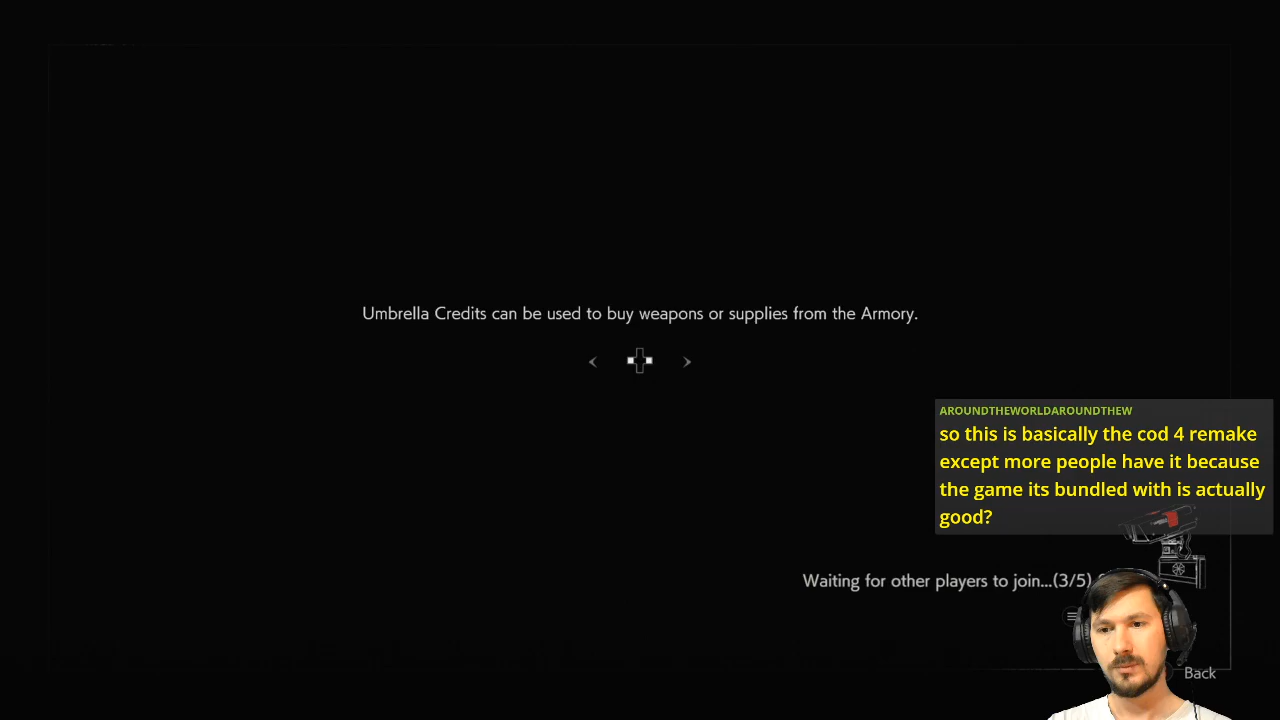 Umbrella Credits can be used to buy weapons or supplies from the Armory.
AROUNDTHEWORLDAROUNDTHEW
so this is basically the cod 4 remake
except more people have it because
the game its bundled with is actually
good?
Waiting for other players to join...(3/5)
Back